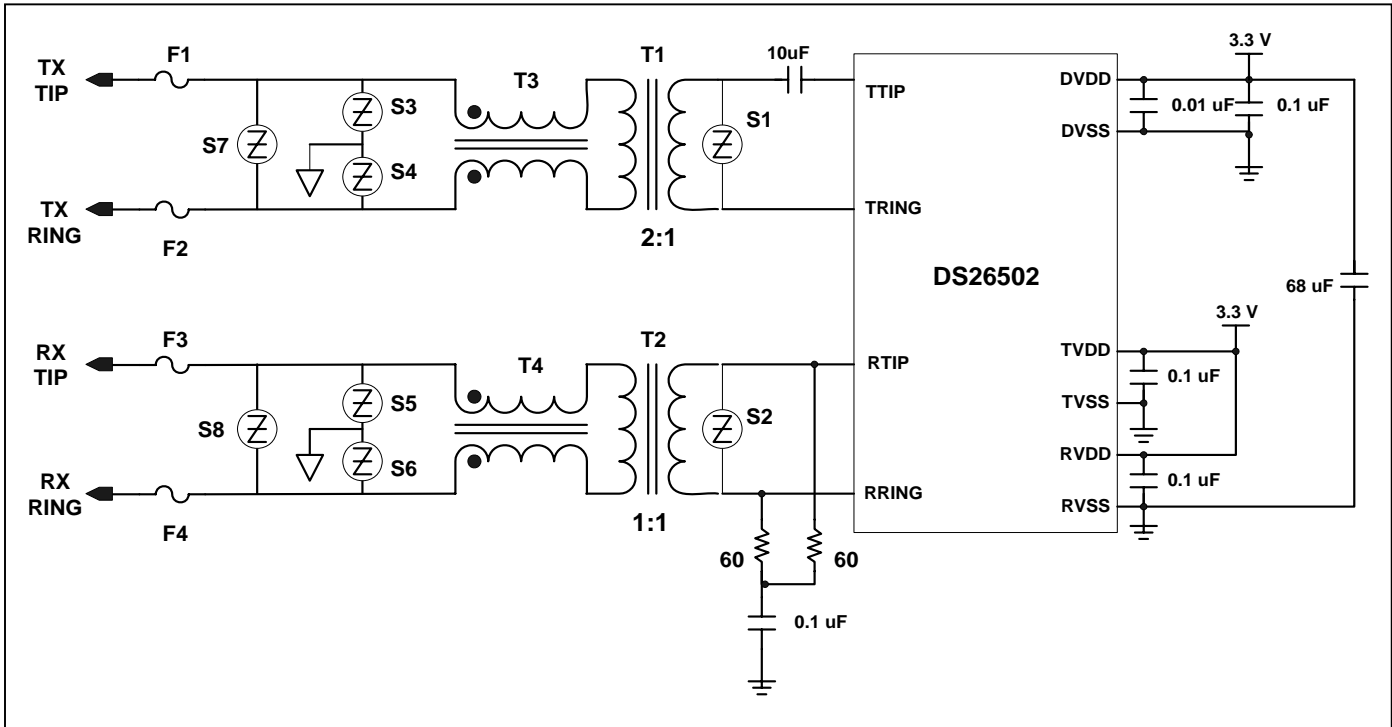 F1
TX
TIP
T3
T1
10uF
TTIP
3.3 V
DVDD
0.01 uF
0.1 uF
DVSS
S3
S7
S4
S1
TX
RING
F2
2:1
TRING
DS26502
68 uF
F3
RX
TIP
T4
T2
RTIP
3.3 V
TVDD
0.1 uF
TVSS
S5
S8
S6
S2
RVDD
0.1 uF
RX
RING
F4
1:1
RRING
RVSS
60
60
0.1 uF